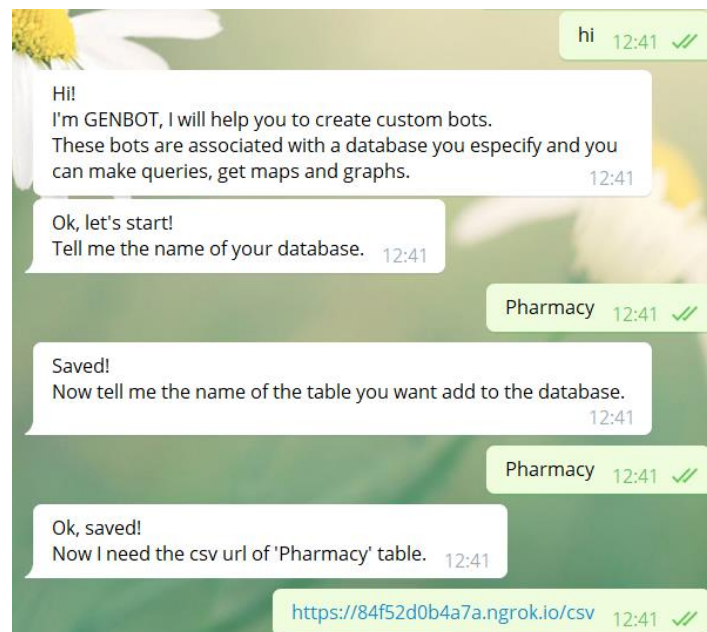 hi 12:41
Hi!
I'm GENBOT, I will help you to create custom bots.
These bots are associated with a database you especify and you
can make queries, get maps and graphs. 12:41
Ok, let's start!
Tell me the name of your database. 12:41
Pharmacy 12:41
Saved!
Now tell me the name of the table you want add to the database.
12:41
Pharmacy 12:41
Ok, saved!
Now I need the csv url of 'Pharmacy' table. 12:41
https://84f52d0b4a7a.ngrok.io/csv 12:41